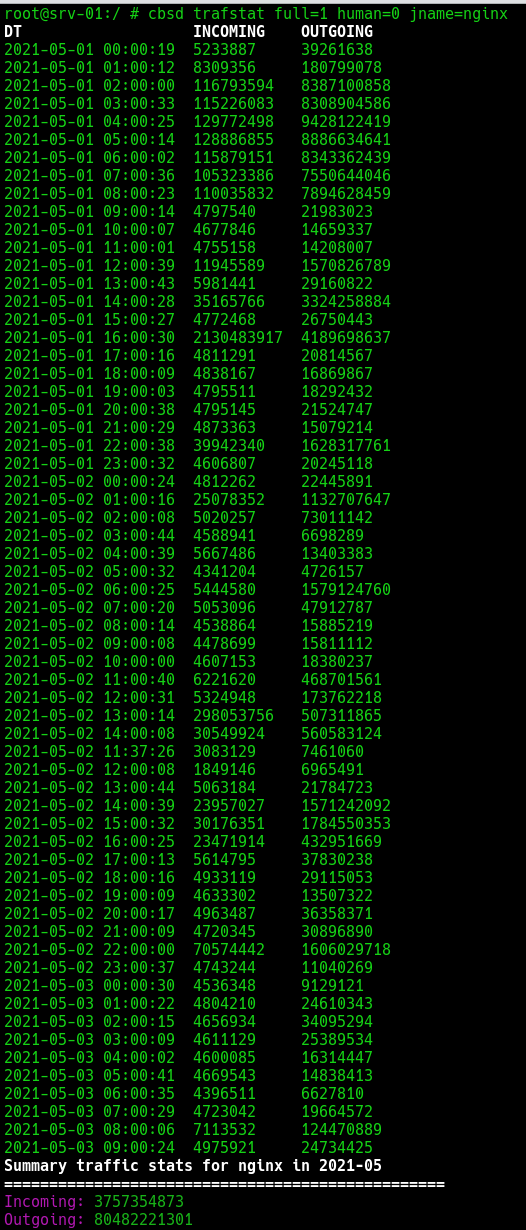 root@srv-01:/ # cbsd trafstat full=1 human=0 jname=nginx
DT INCOMING OUTGOING
2021-05-01 00:00:19 5233887 39261638
2021-05-01 01:00:12 8309356 180799078
2021-05-01 02:00:00 116793594 8387100858
2021-05-01 03:00:33 115226083 8308904586
2021-05-01 04:00:25 129772498 9428122419
2021-05-01 05:00:14 128886855 8886634641
2021-05-01 06:00:02 115879151 8343362439
2021-05-01 07:00:36 105323386 7550644046
2021-05-01 08:00:23 110035832 7894628459
2021-05-01 09:00:14 4797540 21983023
2021-05-01 10:00:07 4677846 14659337
2021-05-01 11:00:01 4755158 14208007
2021-05-01 12:00:39 11945589 1570826789
2021-05-01 13:00:43 5981441 29160822
2021-05-01 14:00:28 35165766 3324258884
2021-05-01 15:00:27 4772468 26750443
2021-05-01 16:00:30 2130483917 4189698637
2021-05-01 17:00:16 4811291 20814567
2021-05-01 18:00:09 4838167 16869867
2021-05-01 19:00:03 4795511 18292432
2021-05-01 20:00:38 4795145 21524747
2021-05-01 21:00:29 4873363 15079214
2021-05-01 22:00:38 39942340 1628317761
2021-05-01 23:00:32 4606807 20245118
2021-05-02 00:00:24 4812262 22445891
2021-05-02 01:00:16 25078352 1132707647
2021-05-02 02:00:08 5020257 73011142
2021-05-02 03:00:44 4588941 6698289
2021-05-02 04:00:39 5667486 13403383
2021-05-02 05:00:32 4341204 4726157
2021-05-02 06:00:25 5444580 1579124760
2021-05-02 07:00:20 5053096 47912787
2021-05-02 08:00:14 4538864 15885219
2021-05-02 09:00:08 4478699 15811112
2021-05-02 10:00:00 4607153 18380237
2021-05-02 11:00:40 6221620 468701561
2021-05-02 12:00:31 5324948 173762218
2021-05-02 13:00:14 298053756 507311865
2021-05-02 14:00:08 30549924 560583124
2021-05-02 11:37:26 3083129 7461060
2021-05-02 12:00:08 1849146 6965491
2021-05-02 13:00:44 5063184 21784723
2021-05-02 14:00:39 23957027 1571242092
2021-05-02 15:00:32 30176351 1784550353
2021-05-02 16:00:25 23471914 432951669
2021-05-02 17:00:13 5614795 37830238
2021-05-02 18:00:16 4933119 29115053
2021-05-02 19:00:09 4633302 13507322
2021-05-02 20:00:17 4963487 36358371
2021-05-02 21:00:09 4720345 30896890
2021-05-02 22:00:00 70574442 1606029718
2021-05-02 23:00:37 4743244 11040269
2021-05-03 00:00:30 4536348 9129121
2021-05-03 01:00:22 4804210 24610343
2021-05-03 02:00:15 4656934 34095294
2021-05-03 03:00:09 4611129 25389534
2021-05-03 04:00:02 4600085 16314447
2021-05-03 05:00:41 4669543 14838413
2021-05-03 06:00:35 4396511 6627810
2021-05-03 07:00:29 4723042 19664572
2021-05-03 08:00:06 7113532 124470889
2021-05-03 09:00:24 4975921 24734425
Summary traffic stats for nginx in 2021-05
=================================================
Incoming: 3757354873
Outgoing: 80482221301